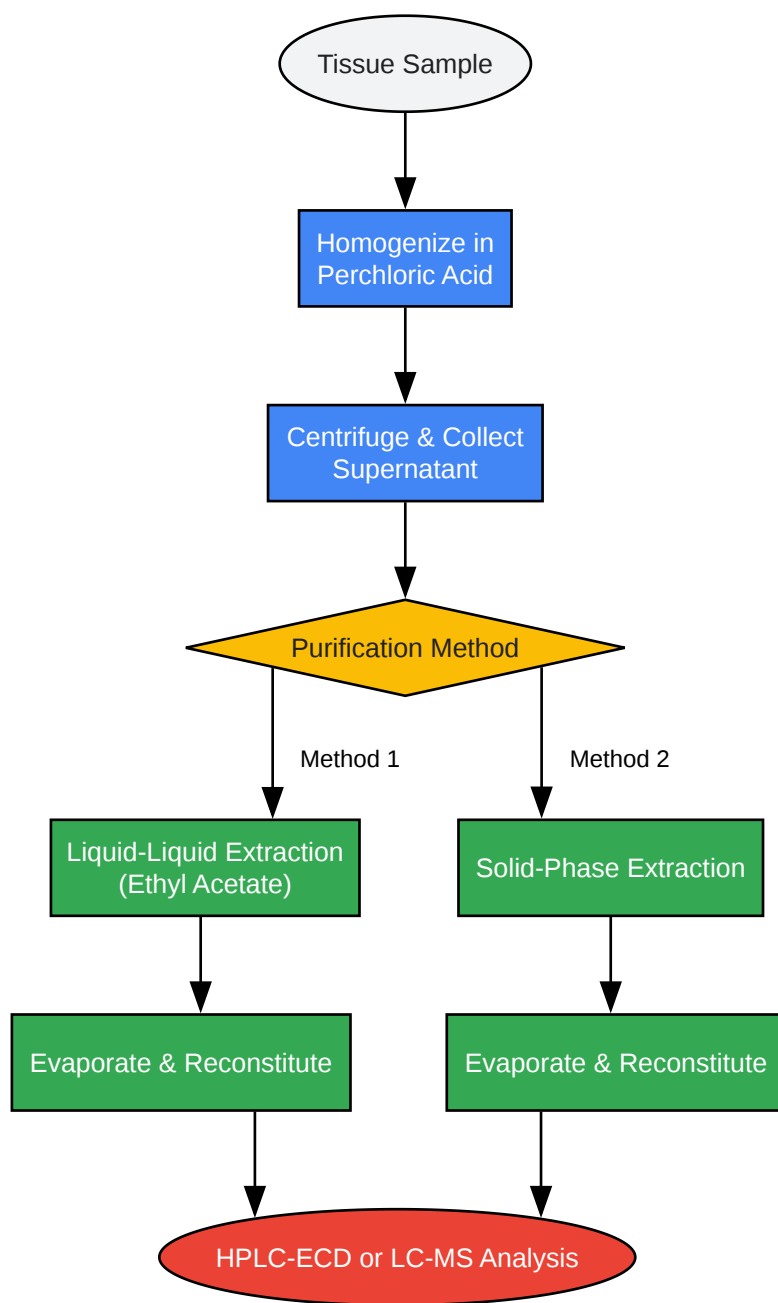 Tissue Sample
Homogenize in
Perchloric Acid
Centrifuge & Collect
Supernatant
Purification Method
Method 1
Method 2
Liquid-Liquid Extraction
(Ethyl Acetate)
Solid-Phase Extraction
Evaporate & Reconstitute
Evaporate & Reconstitute
HPLC-ECD or LC-MS Analysis